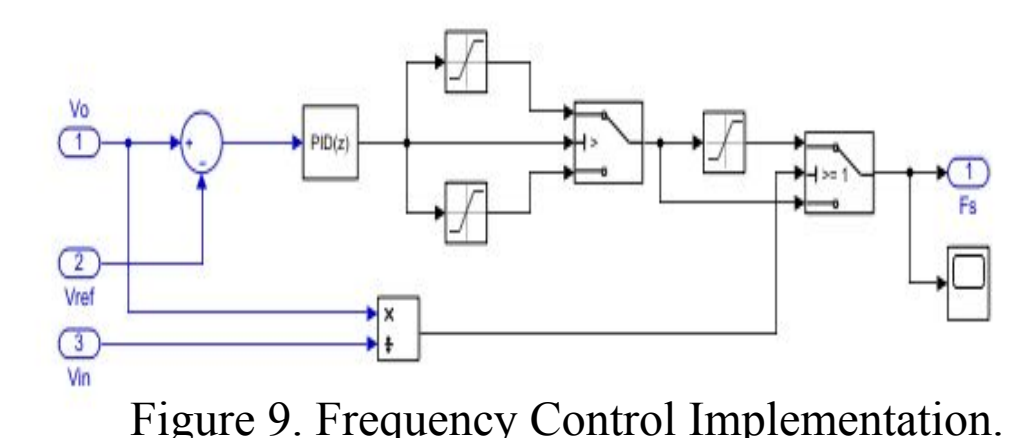 Vo
1
+
-
PID(z)
>
>= 1
1
Fs
2
Vref
3
Vin
×
÷
Figure 9. Frequency Control Implementation.